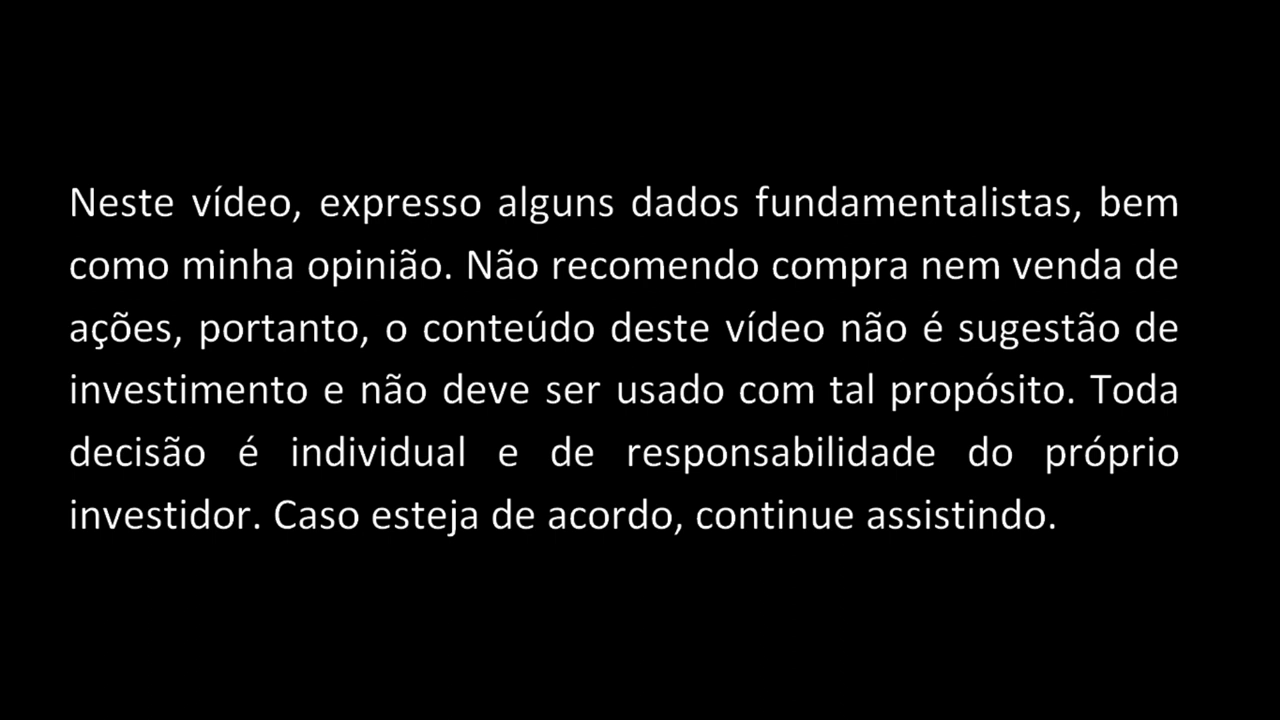 Neste vídeo, expresso alguns dados fundamentalistas, bem
como minha opinião. Não recomendo compra nem venda de
ações, portanto, o conteúdo deste vídeo não é sugestão de
investimento e não deve ser usado com tal propósito. Toda
decisão é individual e de responsabilidade do próprio
investidor. Caso esteja de acordo, continue assistindo.